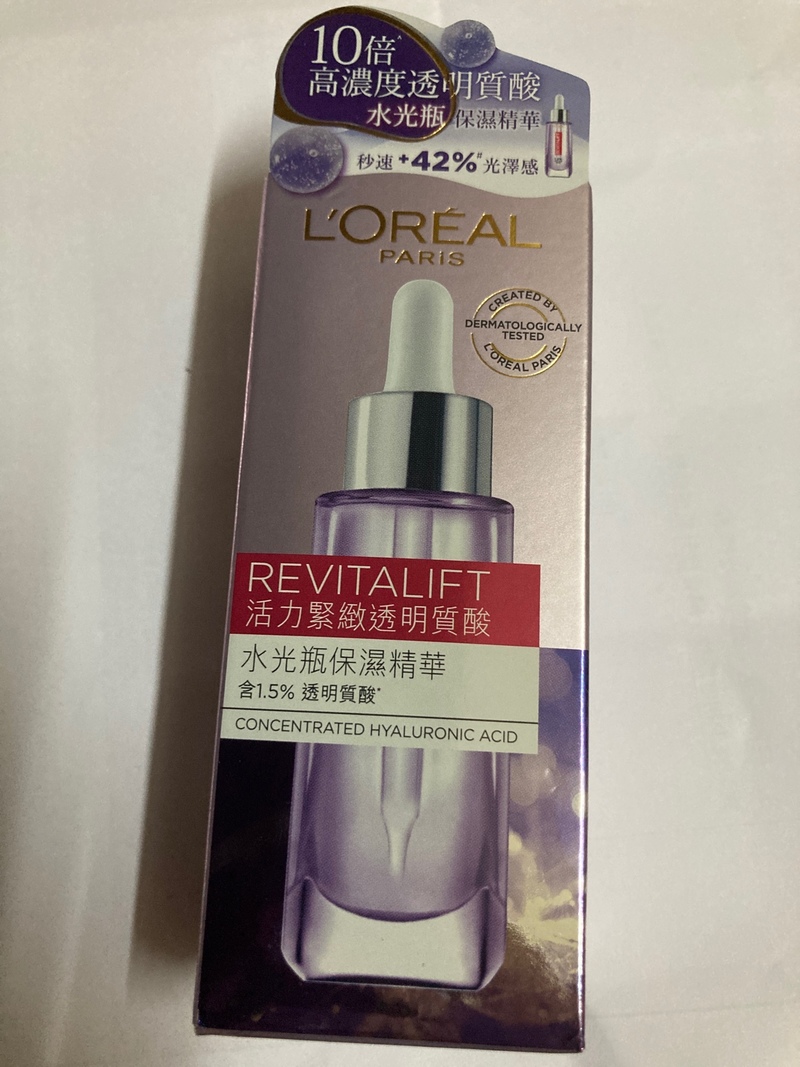 10倍^
高濃度透明質酸
水光瓶 保濕精華
秒速+42%#光澤感
L'ORÉAL
PARIS
CREATED BY
DERMATOLOGICALLY
TESTED
L'ORÉAL PARIS
REVITALIFT
活力緊緻透明質酸
水光瓶保濕精華
含1.5% 透明質酸*
CONCENTRATED HYALURONIC ACID